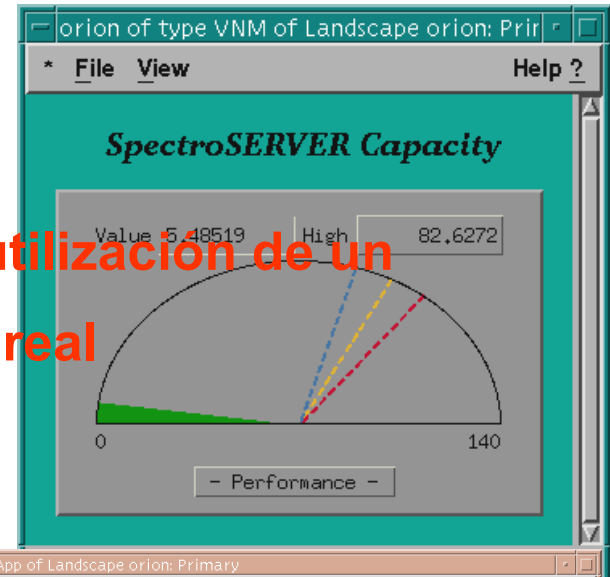 orion of type VNM of Landscape orion: Prir
* File View Help ?
SpectroSERVER Capacity
Value 5.48519 High 82.6272
utilización de un
real
0 140
- Performance -
App of Landscape orion: Primary